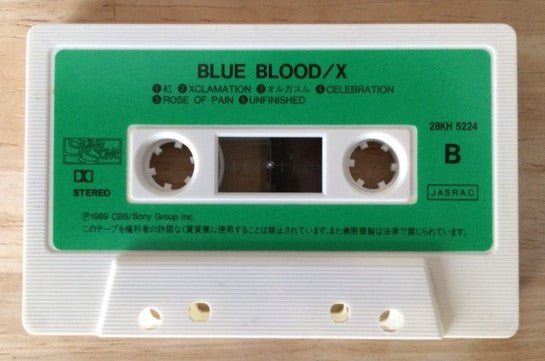 BLUE BLOOD/X
❶紅 ❷XCLAMATION ❸オルガスム ❹CELEBRATION
❺ROSE OF PAIN ❻UNFINISHED
28KH 5224
B
STEREO
JASRAC
Ⓟ1989 CBS/Sony Group Inc.
このテープを権利者の許諾なく賃貸業に使用することは禁止されています。また無断複製は法律で禁じられています。